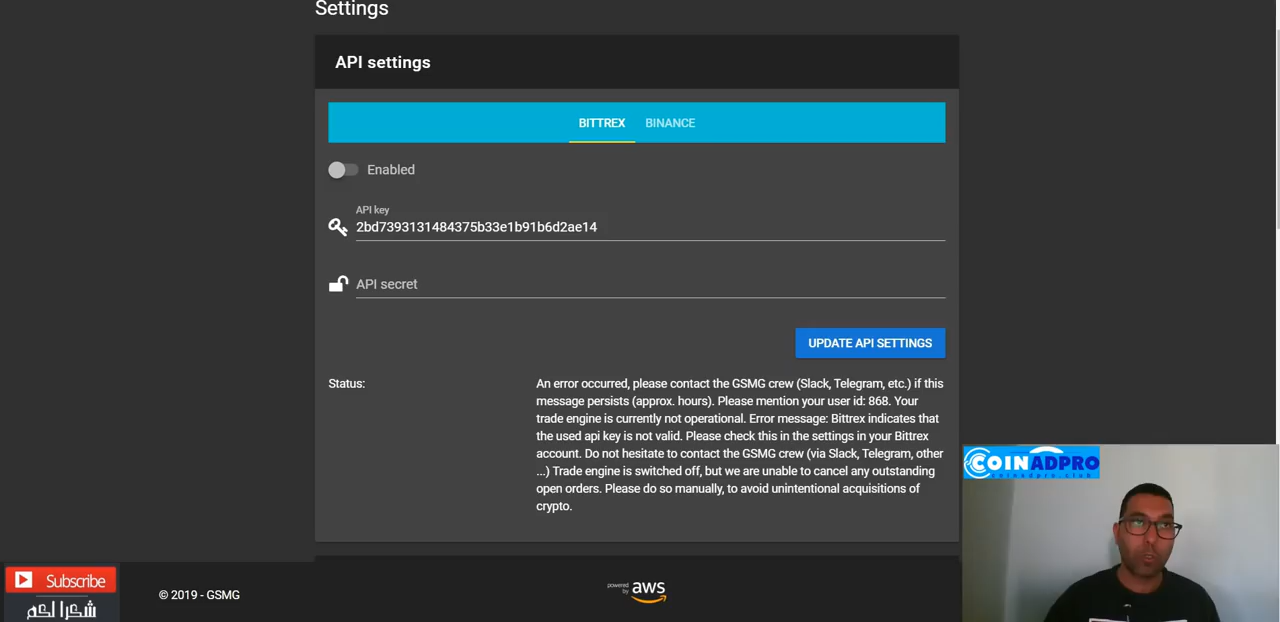 Settings
API settings
BITTREX BINANCE
Enabled
API key
2bd7393131484375b33e1b91b6d2ae14
API secret
UPDATE API SETTINGS
Status:
An error occurred, please contact the GSMG crew (Slack, Telegram, etc.) if this
message persists (approx. hours). Please mention your user id: 868. Your
trade engine is currently not operational. Error message: Bittrex indicates that
the used api key is not valid. Please check this in the settings in your Bittrex
account. Do not hesitate to contact the GSMG crew (via Slack, Telegram, other
...) Trade engine is switched off, but we are unable to cancel any outstanding
open orders. Please do so manually, to avoid unintentional acquisitions of
crypto.
COINADPRO
coinadpro.club
Subscribe
شكرا لكم
© 2019 - GSMG
powered
by
aws